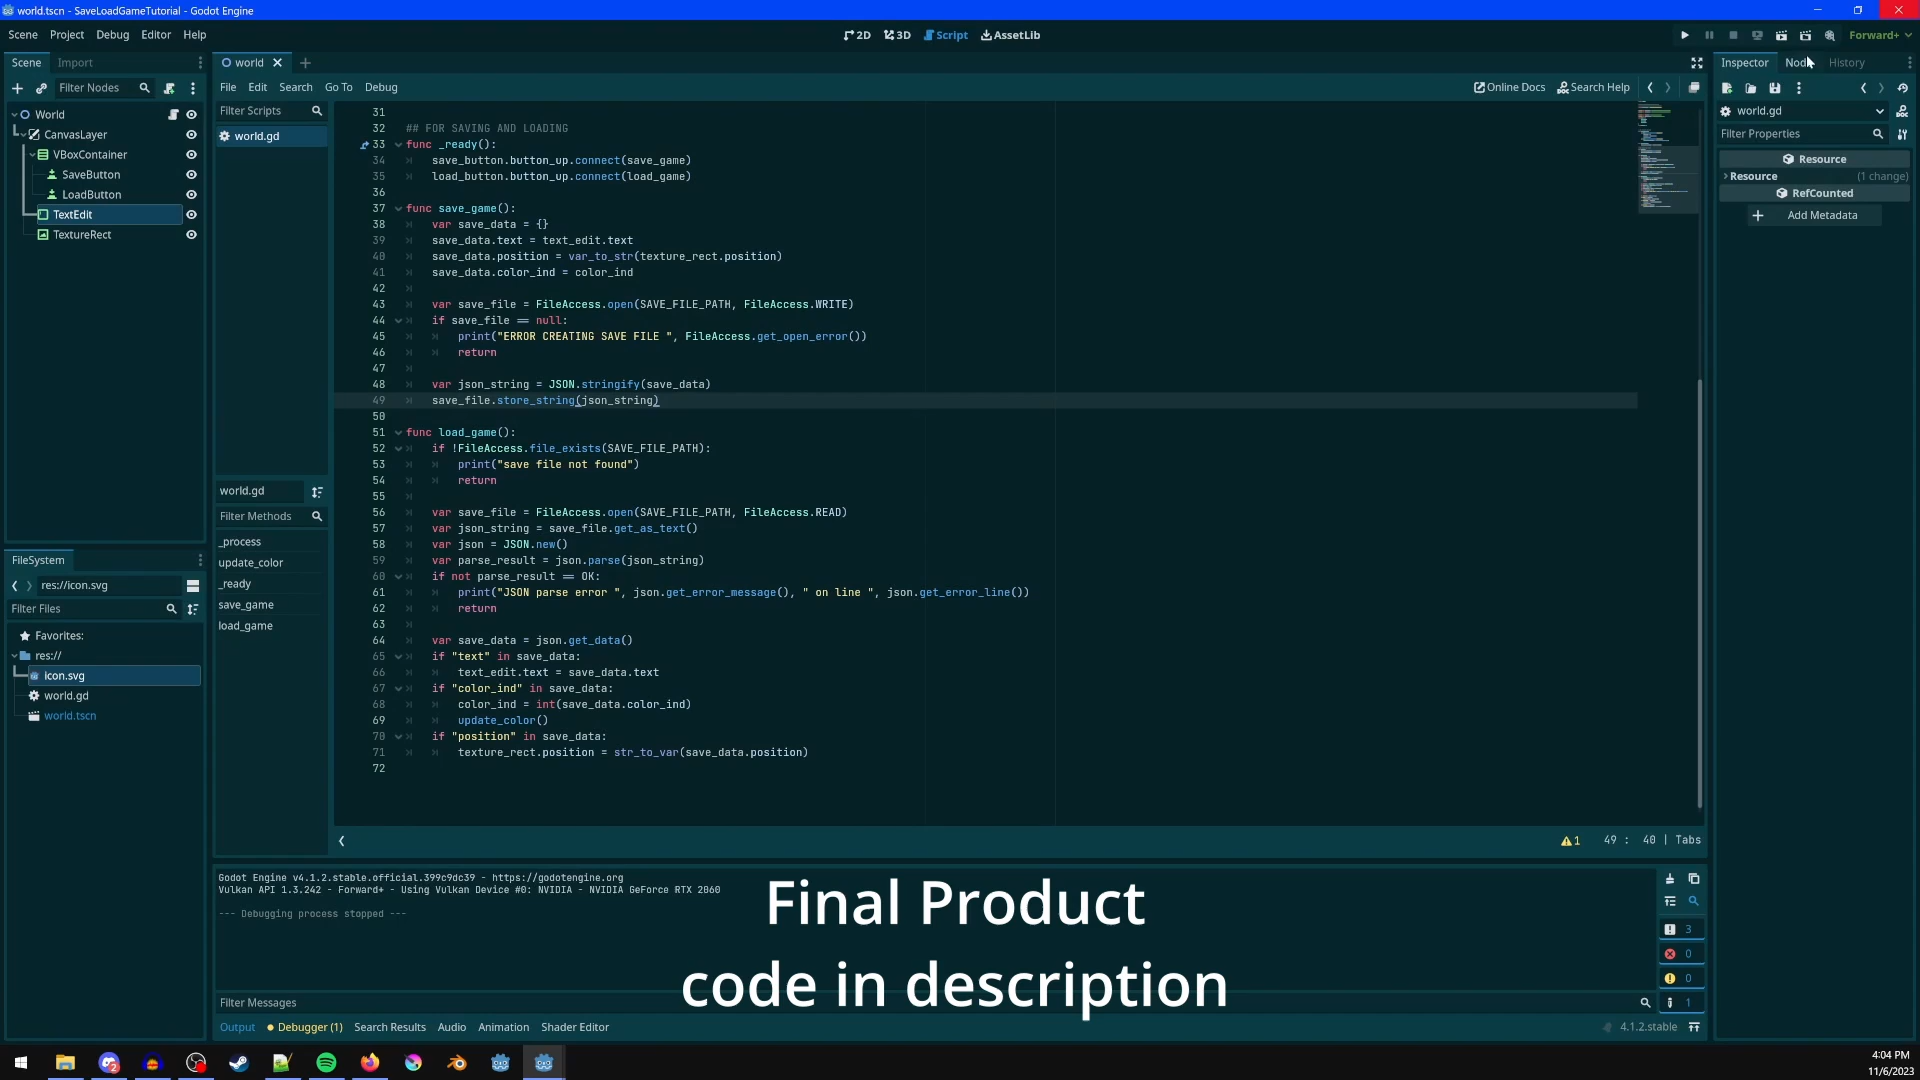 world.tscn - SaveLoadGameTutorial - Godot Engine
Scene Project Debug Editor Help
2D 3D Script AssetLib
Forward+
Scene Import
world
Inspector Node History
Filter Nodes
File Edit Search Go To Debug
Online Docs Search Help
World
CanvasLayer
VBoxContainer
SaveButton
LoadButton
TextEdit
TextureRect
Filter Scripts
world.gd
31
32 ## FOR SAVING AND LOADING
33 func _ready():
34 save_button.button_up.connect(save_game)
35 load_button.button_up.connect(load_game)
36
37 func save_game():
38 var save_data = {}
39 save_data.text = text_edit.text
40 save_data.position = var_to_str(texture_rect.position)
41 save_data.color_ind = color_ind
42
43 var save_file = FileAccess.open(SAVE_FILE_PATH, FileAccess.WRITE)
44 if save_file == null:
45 print("ERROR CREATING SAVE FILE ", FileAccess.get_open_error())
46 return
47
48 var json_string = JSON.stringify(save_data)
49 save_file.store_string(json_string)
50
51 func load_game():
52 if !FileAccess.file_exists(SAVE_FILE_PATH):
53 print("save file not found")
54 return
55
56 var save_file = FileAccess.open(SAVE_FILE_PATH, FileAccess.READ)
57 var json_string = save_file.get_as_text()
58 var json = JSON.new()
59 var parse_result = json.parse(json_string)
60 if not parse_result == OK:
61 print("JSON parse error ", json.get_error_message(), " on line ", json.get_error_line())
62 return
63
64 var save_data = json.get_data()
65 if "text" in save_data:
66 text_edit.text = save_data.text
67 if "color_ind" in save_data:
68 color_ind = int(save_data.color_ind)
69 update_color()
70 if "position" in save_data:
71 texture_rect.position = str_to_var(save_data.position)
72
world.gd
Filter Methods
_process
update_color
_ready
save_game
load_game
world.gd
Filter Properties
Resource
Resource (1 change)
RefCounted
Add Metadata
FileSystem
res://icon.svg
Filter Files
Favorites:
res://
icon.svg
world.gd
world.tscn
1 49 : 40 | Tabs
Godot Engine v4.1.2.stable.official.399c9dc39 - https://godotengine.org
Vulkan API 1.3.242 - Forward+ - Using Vulkan Device #0: NVIDIA - NVIDIA GeForce RTX 2060
--- Debugging process stopped ---
Final Product
code in description
3
0
0
1
Filter Messages
Output Debugger (1) Search Results Audio Animation Shader Editor
4.1.2.stable
2
4:04 PM
11/6/2023